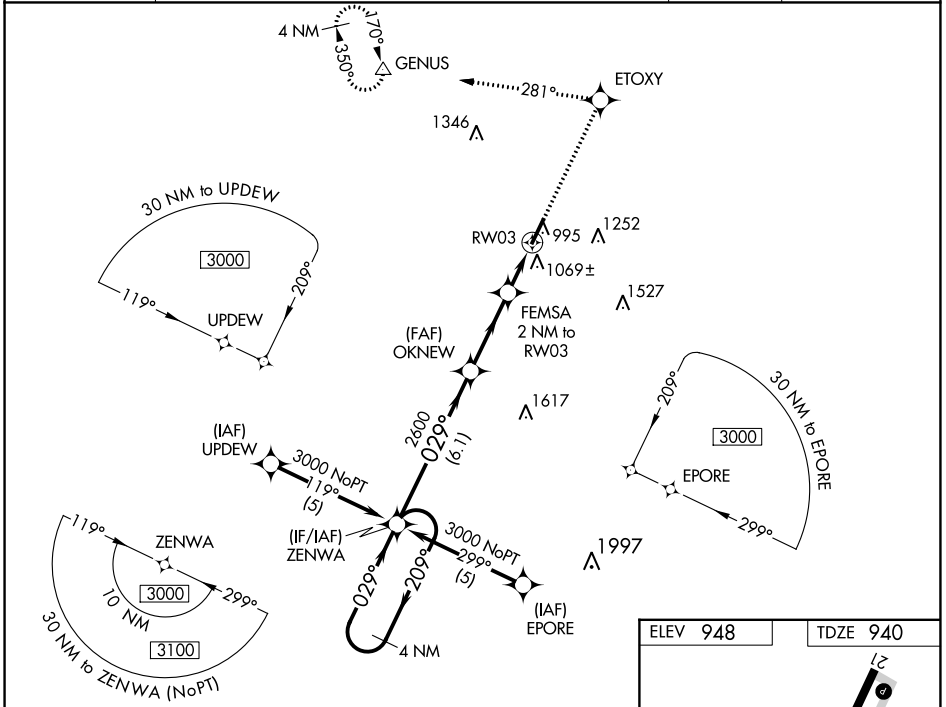 4 NM
170°
350°
GENUS
281°
ETOXY
1346
30 NM to UPDEW
3000
119°
209°
UPDEW
RW03
995
1252
1069±
1527
FEMSA
2 NM to
RW03
(FAF)
OKNEW
1617
30 NM to EPORE
3000
209°
EPORE
299°
2600
029°
(6.1)
(IAF)
UPDEW
3000 NoPT
119°
(5)
(IF/IAF)
ZENWA
3000 NoPT
299°
(5)
(IAF)
EPORE
1997
029°
209°
4 NM
119°
ZENWA
299°
3000
10 NM
3100
30 NM to ZENWA (NoPT)
ELEV 948
TDZE 940
21
P